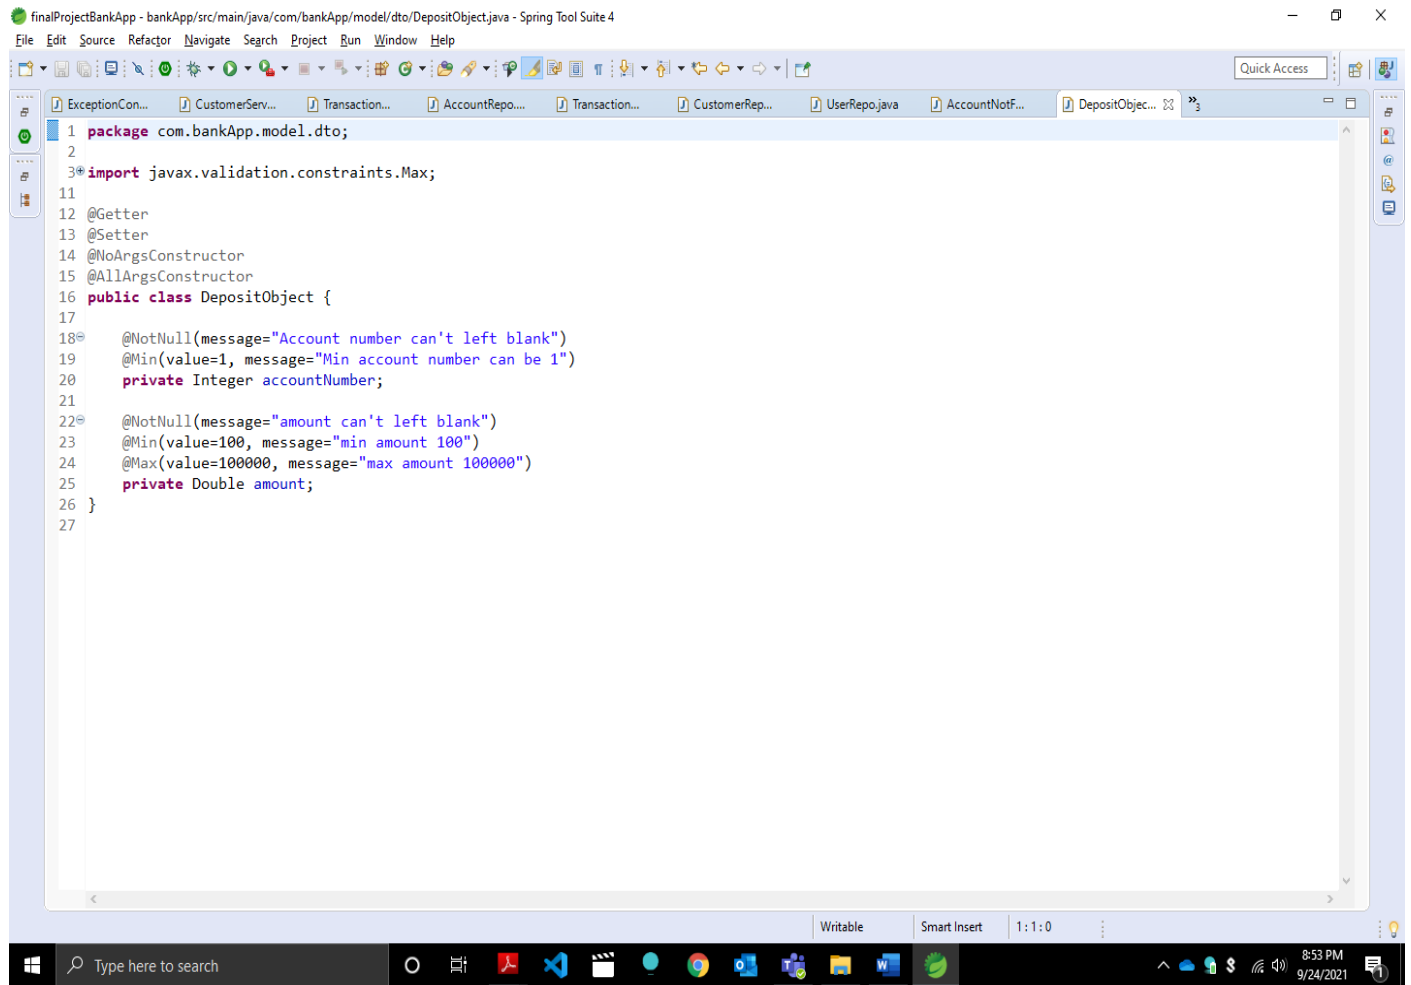 finalProjectBankApp - bankApp/src/main/java/com/bankApp/model/dto/DepositObject.java - Spring Tool Suite 4
File Edit Source Refactor Navigate Search Project Run Window Help
Quick Access
ExceptionCon... CustomerServ... Transaction... AccountRepo.... Transaction... CustomerRep... UserRepo.java AccountNotF... DepositObjec... »3
1 package com.bankApp.model.dto;
2
3 import javax.validation.constraints.Max;
11
12 @Getter
13 @Setter
14 @NoArgsConstructor
15 @AllArgsConstructor
16 public class DepositObject {
17
18 @NotNull(message="Account number can't left blank")
19 @Min(value=1, message="Min account number can be 1")
20 private Integer accountNumber;
21
22 @NotNull(message="amount can't left blank")
23 @Min(value=100, message="min amount 100")
24 @Max(value=100000, message="max amount 100000")
25 private Double amount;
26 }
27
Writable Smart Insert 1 : 1 : 0
Type here to search
8:53 PM
9/24/2021
1